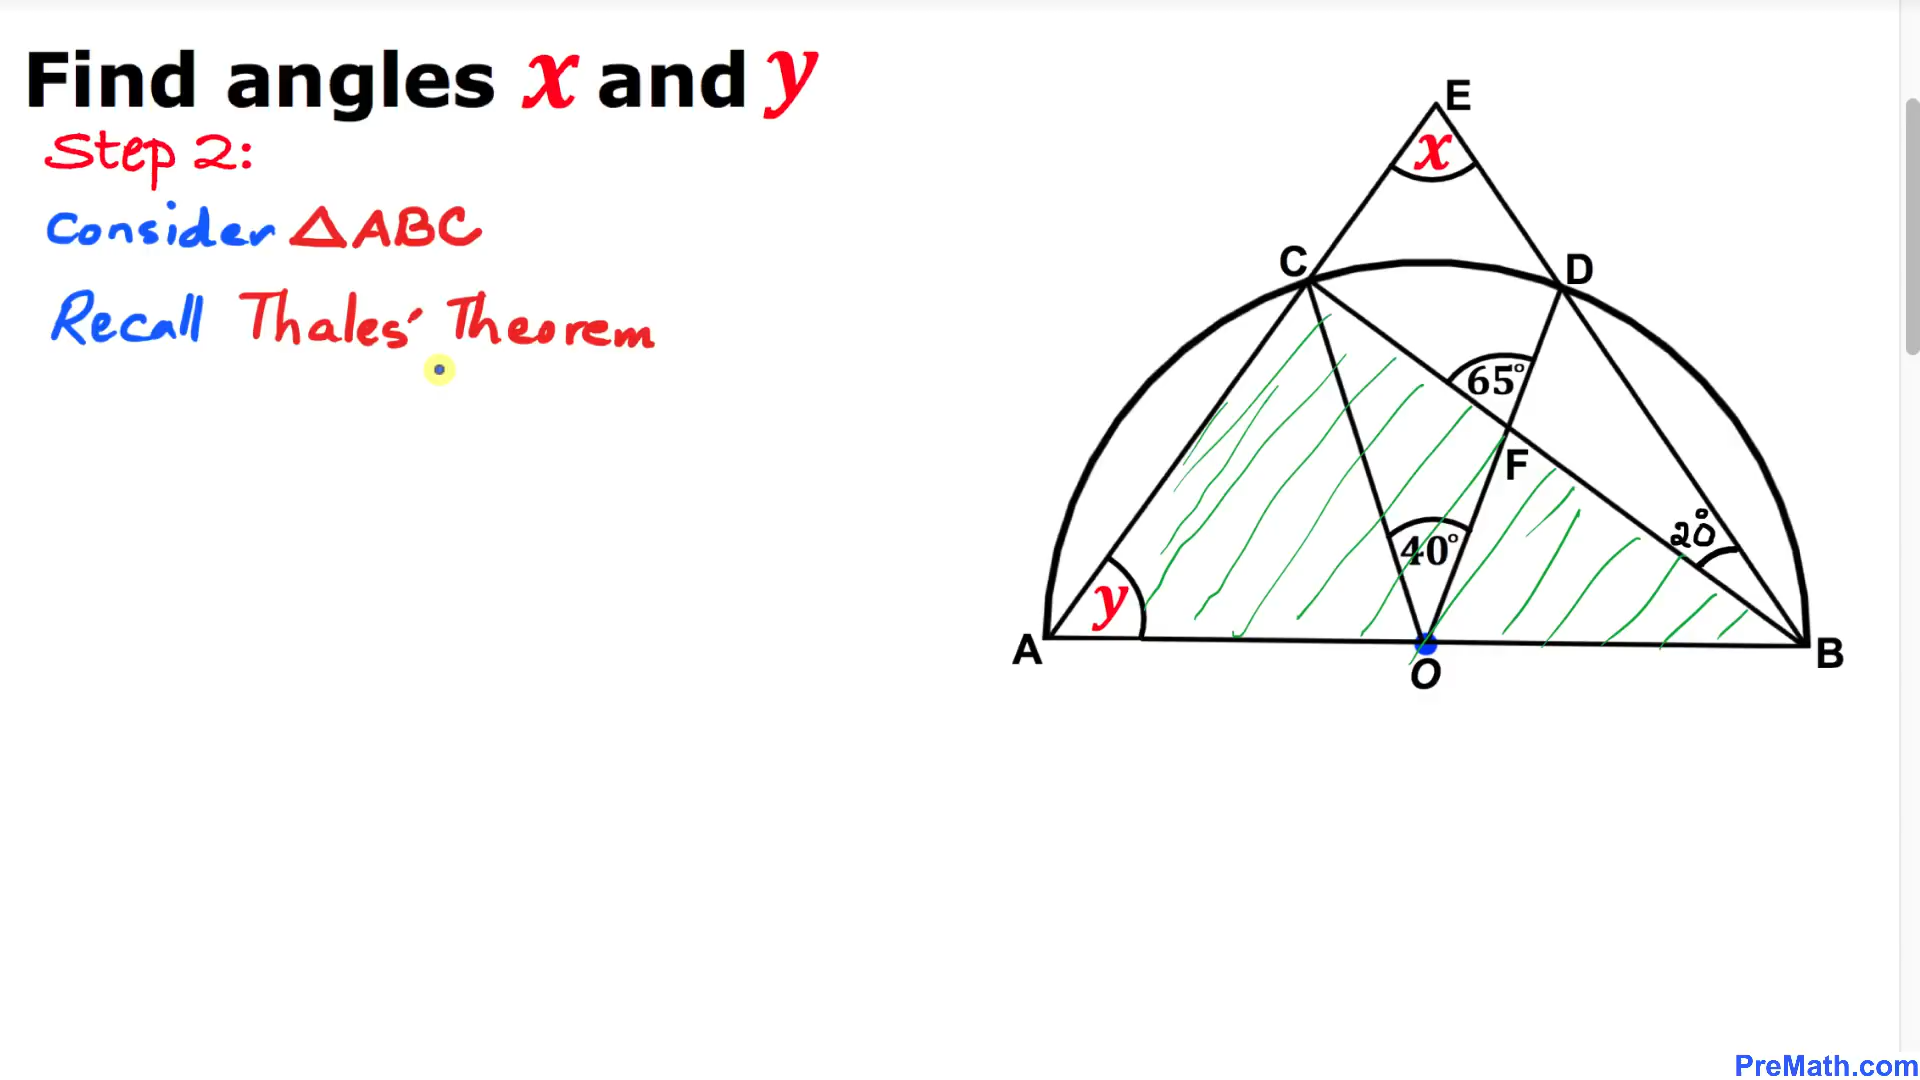 Find angles x and y
Step 2:
Consider △ABC
Recall Thales' Theorem
E
x
C
D
65°
F
20°
40°
y
A
B
O
PreMath.com